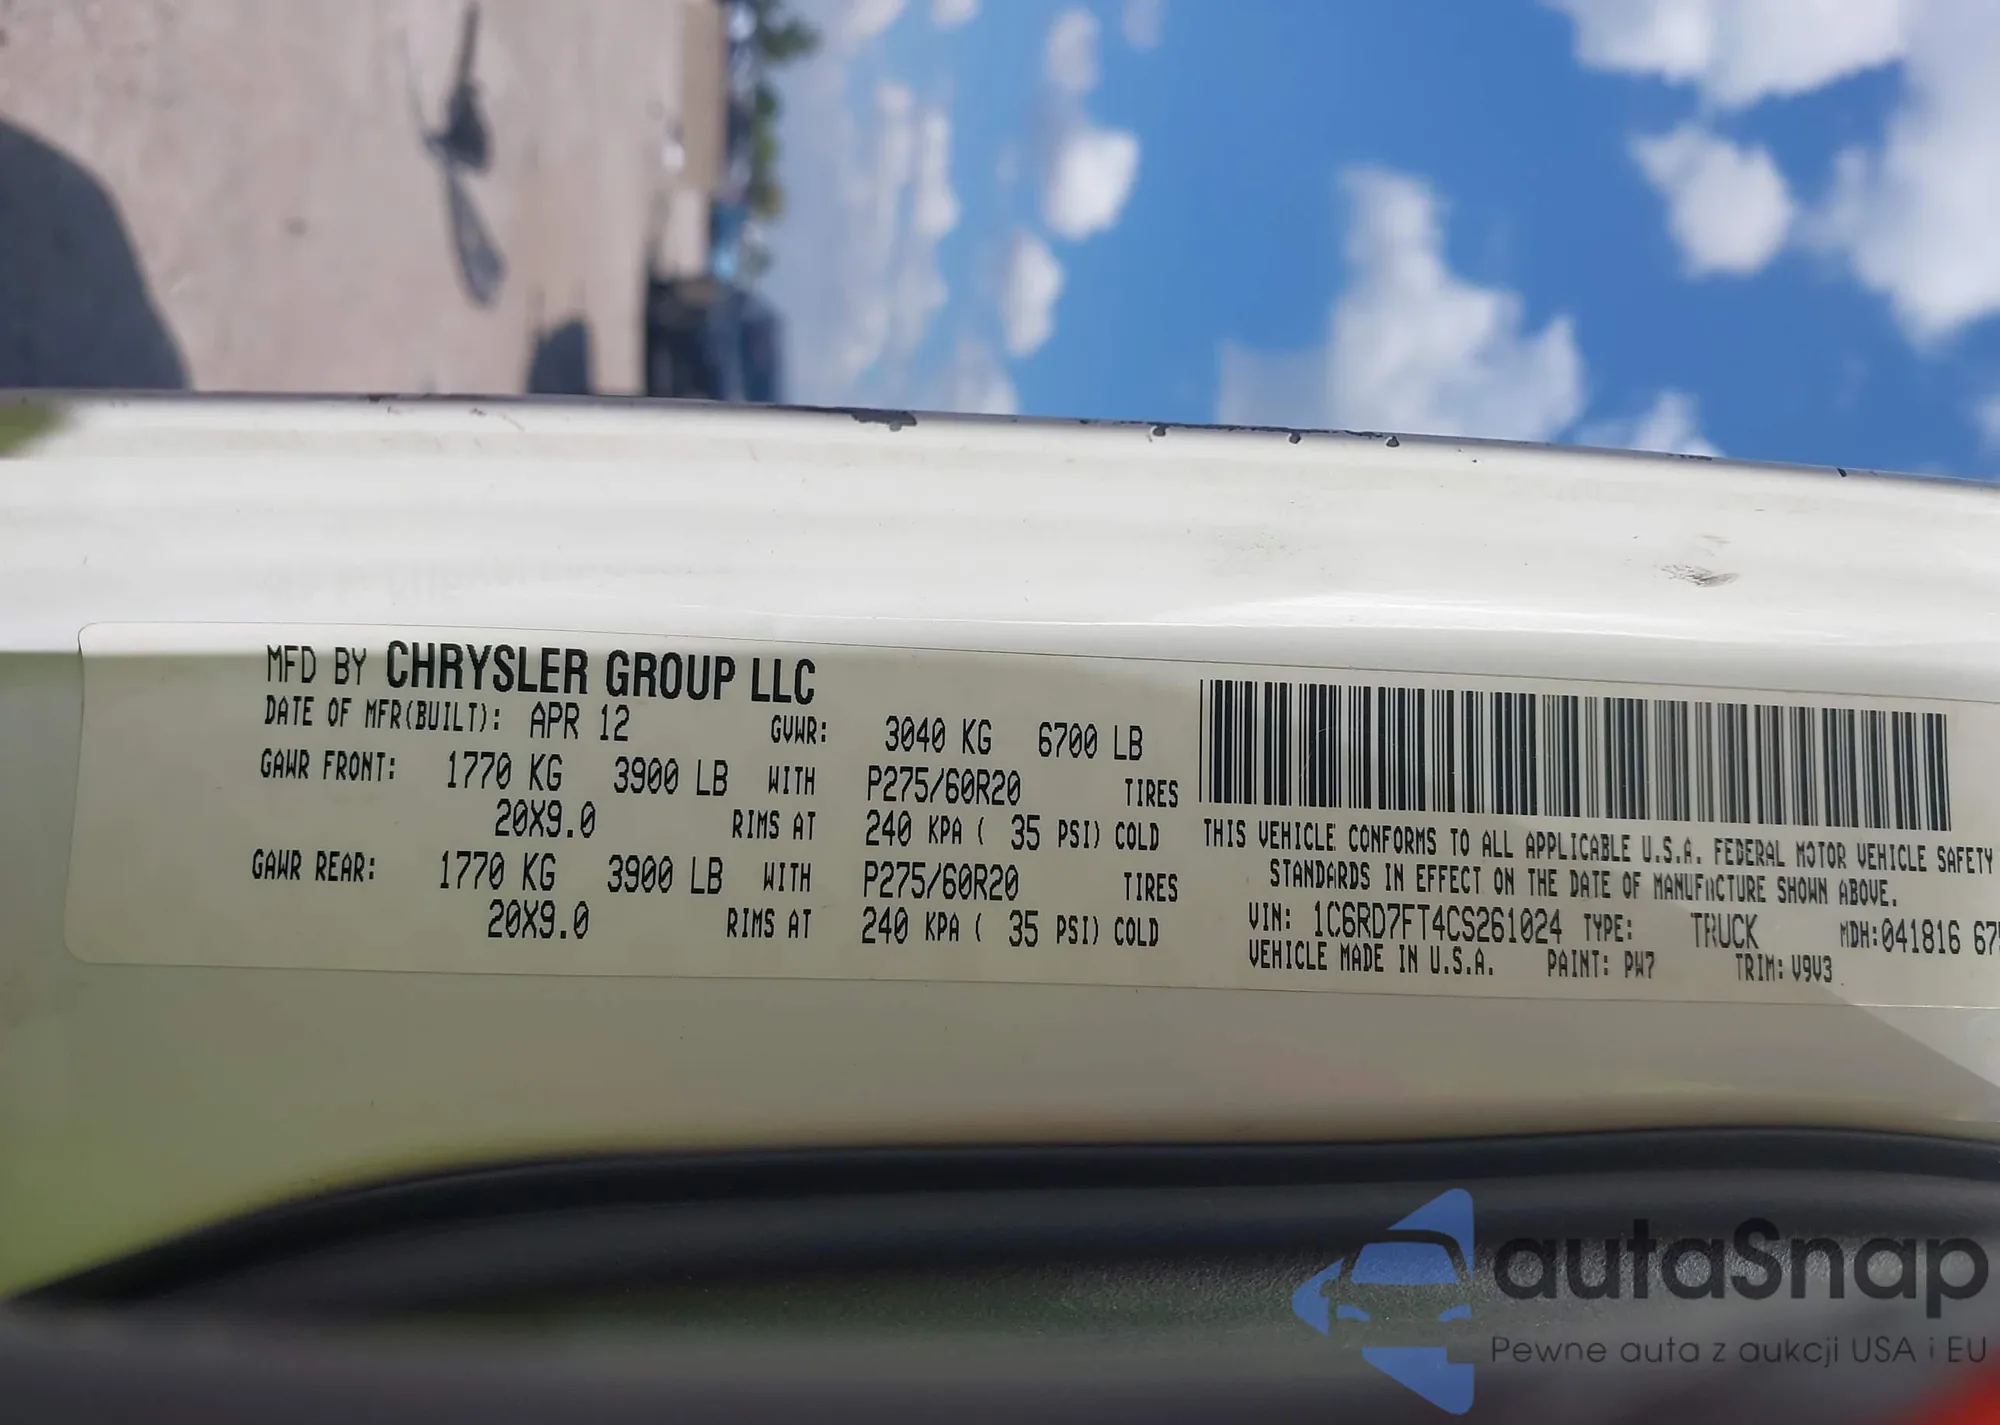 MFD BY CHRYSLER GROUP LLC
DATE OF MFR(BUILT): APR 12 GVWR: 3040 KG 6700 LB
GAWR FRONT: 1770 KG 3900 LB WITH P275/60R20 TIRES
20X9.0 RIMS AT 240 KPA ( 35 PSI) COLD
GAWR REAR: 1770 KG 3900 LB WITH P275/60R20 TIRES
20X9.0 RIMS AT 240 KPA ( 35 PSI) COLD
THIS VEHICLE CONFORMS TO ALL APPLICABLE U.S.A. FEDERAL MOTOR VEHICLE SAFETY
STANDARDS IN EFFECT ON THE DATE OF MANUFACTURE SHOWN ABOVE.
VIN: 1C6RD7FT4CS261024 TYPE: TRUCK MDH:041816
VEHICLE MADE IN U.S.A. PAINT: PW7 TRIM: V9V3
autaSnap
Pewne auta z aukcji USA i EU